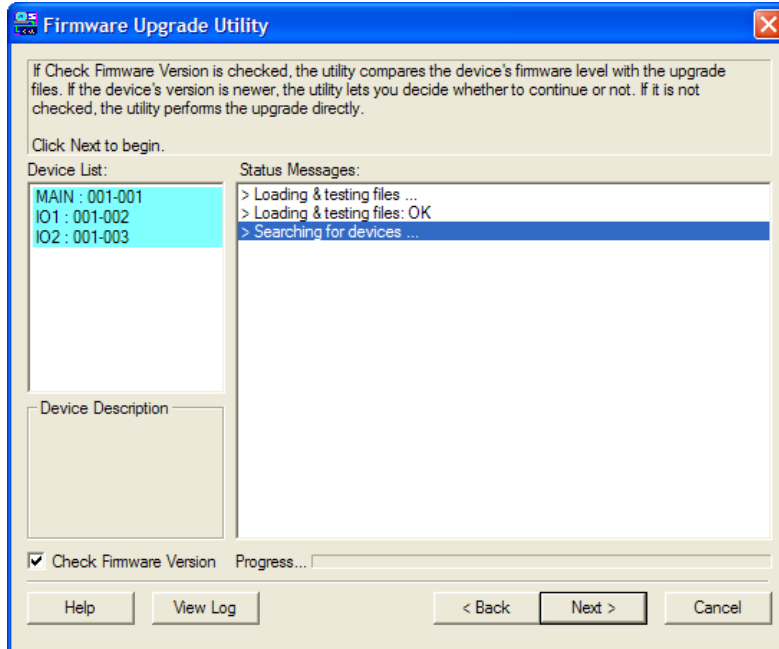 Firmware Upgrade Utility
If Check Firmware Version is checked, the utility compares the device's firmware level with the upgrade
files. If the device's version is newer, the utility lets you decide whether to continue or not. If it is not
checked, the utility performs the upgrade directly.
Click Next to begin.
Device List:
Status Messages:
MAIN : 001-001
IO1 : 001-002
IO2 : 001-003
> Loading & testing files ...
> Loading & testing files: OK
> Searching for devices ...
Device Description
Check Firmware Version
Progress...
Help
View Log
< Back
Next >
Cancel